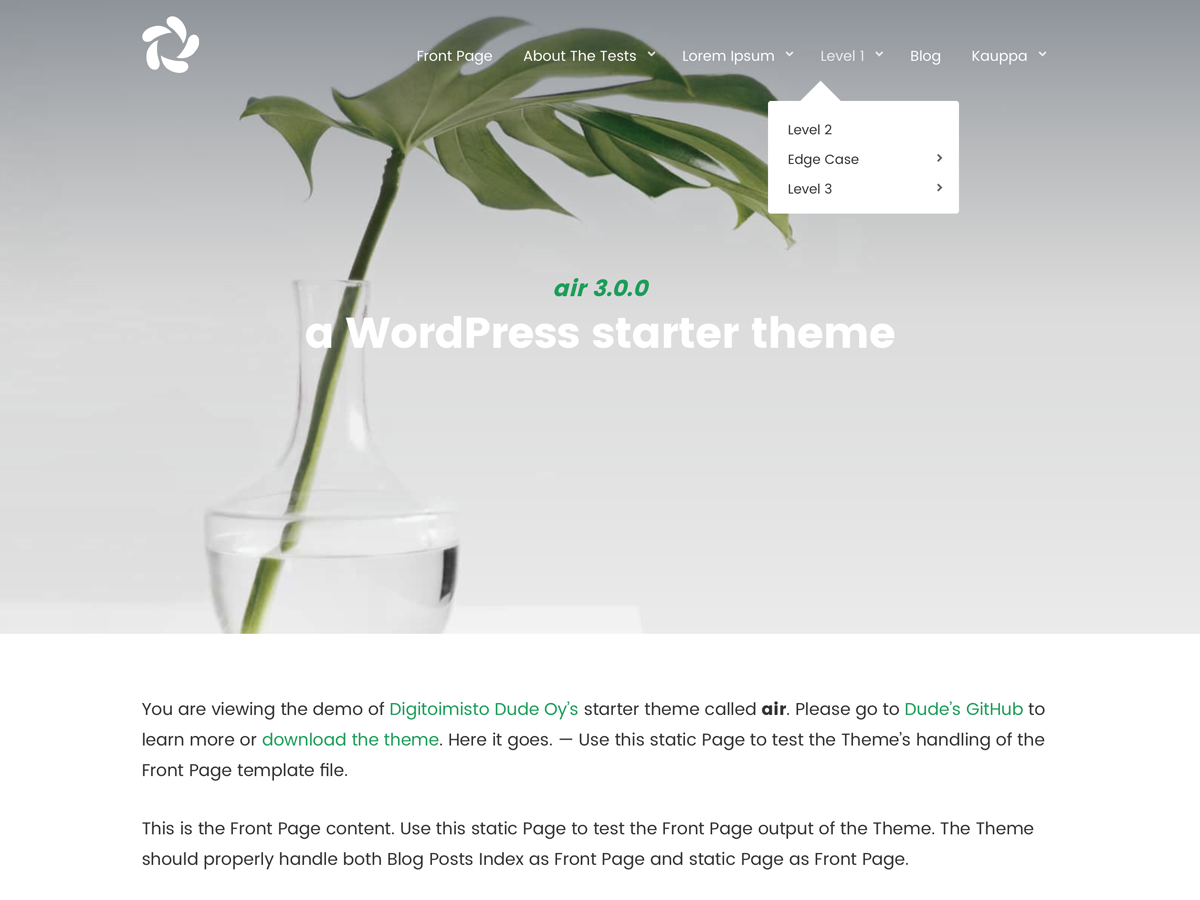 Front Page About The Tests Lorem Ipsum Level 1 Blog Kauppa
Level 2
Edge Case
Level 3
air 3.0.0
a WordPress starter theme
You are viewing the demo of Digitoimisto Dude Oy’s starter theme called air. Please go to Dude’s GitHub to
learn more or download the theme. Here it goes. — Use this static Page to test the Theme’s handling of the
Front Page template file.
This is the Front Page content. Use this static Page to test the Front Page output of the Theme. The Theme
should properly handle both Blog Posts Index as Front Page and static Page as Front Page.